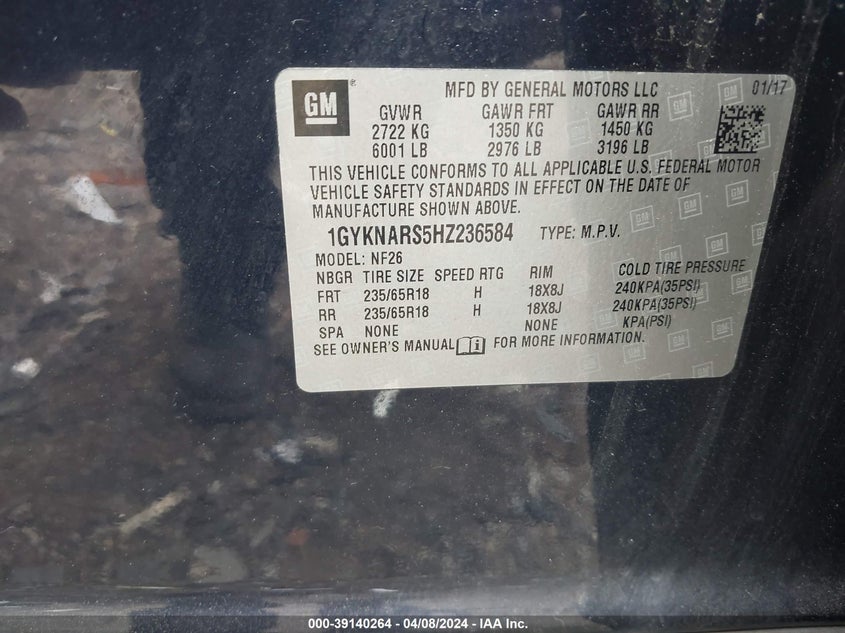 GM
MFD BY GENERAL MOTORS LLC 01/17
GVWR GAWR FRT GAWR RR
2722 KG 1350 KG 1450 KG
6001 LB 2976 LB 3196 LB
THIS VEHICLE CONFORMS TO ALL APPLICABLE U.S. FEDERAL MOTOR
VEHICLE SAFETY STANDARDS IN EFFECT ON THE DATE OF
MANUFACTURE SHOWN ABOVE.
1GYKNARS5HZ236584 TYPE: M.P.V.
MODEL: NF26
NBGR TIRE SIZE SPEED RTG RIM COLD TIRE PRESSURE
FRT 235/65R18 H 18X8J 240KPA(35PSI)
RR 235/65R18 H 18X8J 240KPA(35PSI)
SPA NONE NONE KPA(PSI)
SEE OWNER'S MANUAL FOR MORE INFORMATION.
000-39140264 - 04/08/2024 - IAA Inc.